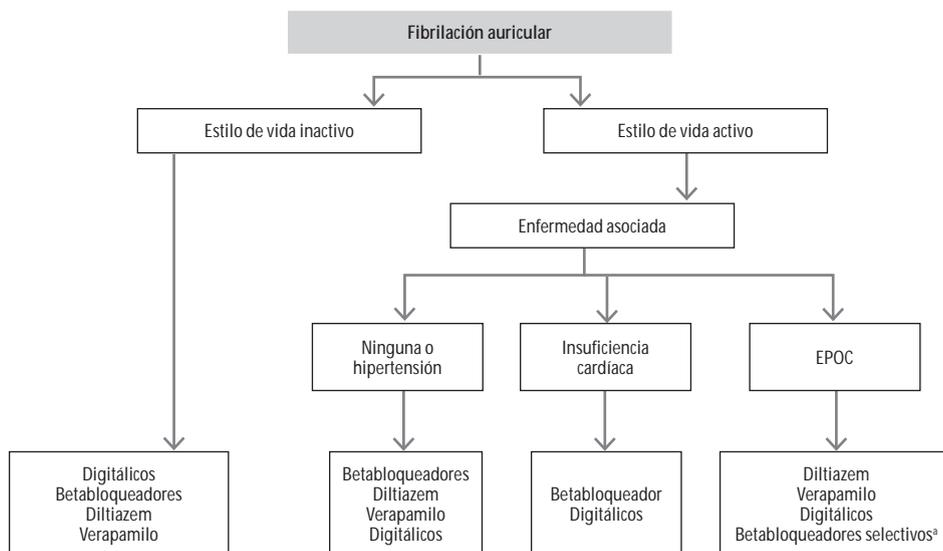 Fibrilación auricular
Estilo de vida inactivo
Estilo de vida activo
Enfermedad asociada
Ninguna o
hipertensión
Insuficiencia
cardíaca
EPOC
Digitálicos
Betabloqueadores
Diltiazem
Verapamilo
Betabloqueadores
Diltiazem
Verapamilo
Digitálicos
Betabloqueador
Digitálicos
Diltiazem
Verapamilo
Digitálicos
Betabloqueadores selectivosª